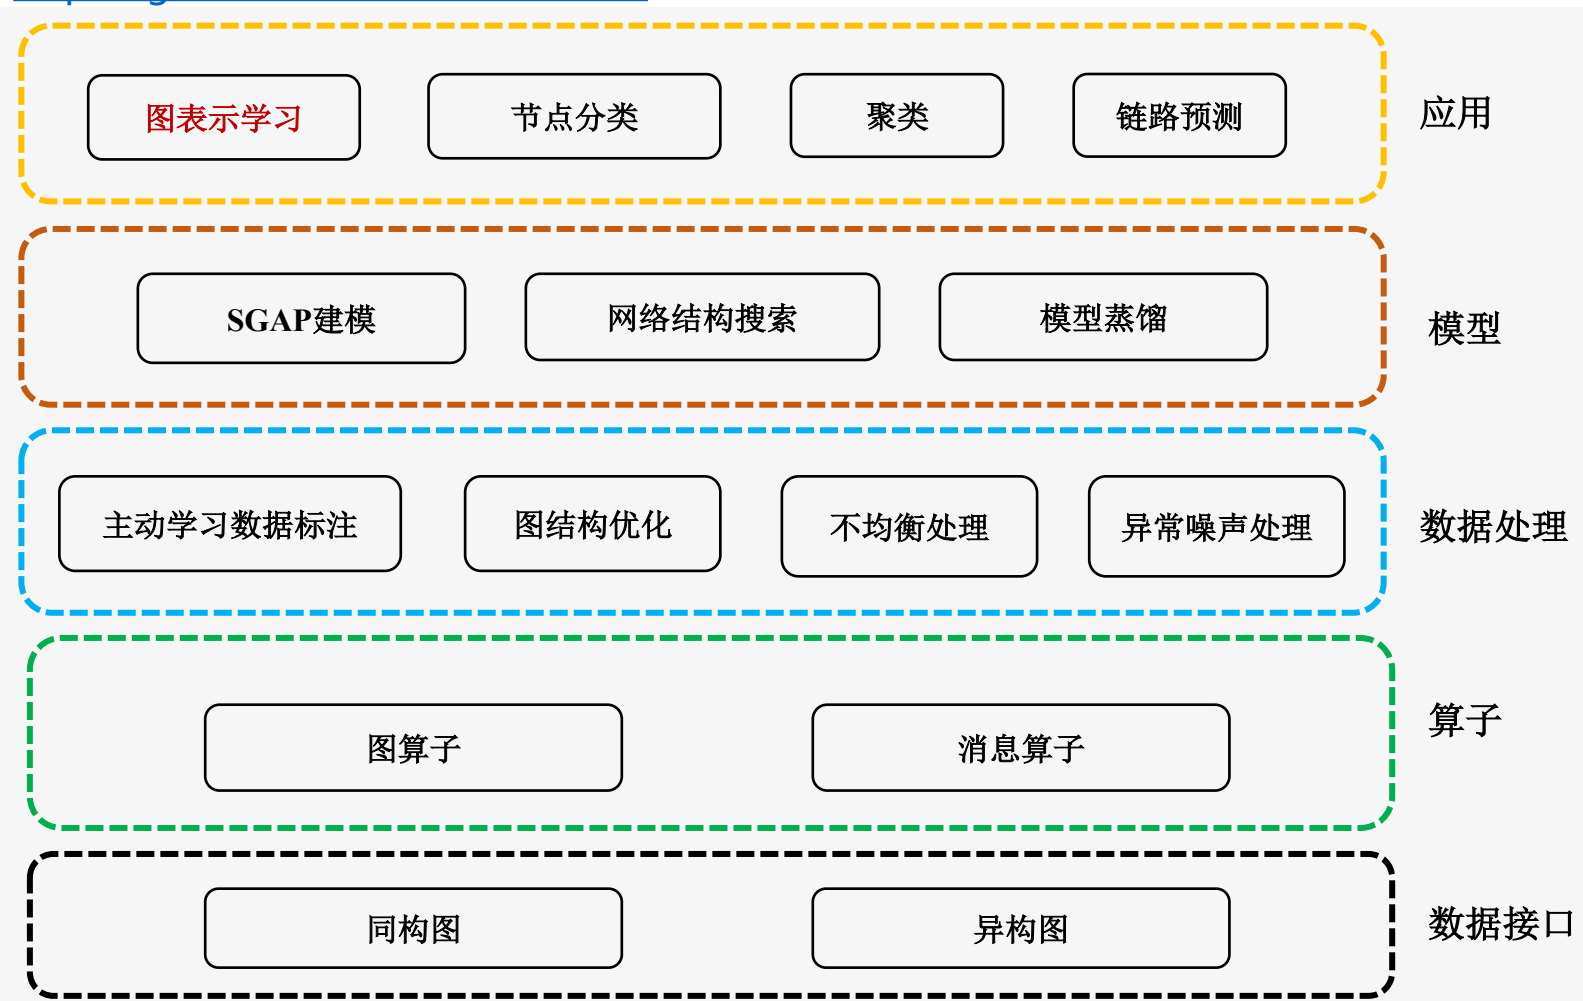 图表示学习 节点分类 聚类 链路预测 应用
SGAP建模 网络结构搜索 模型蒸馏 模型
主动学习数据标注 图结构优化 不均衡处理 异常噪声处理 数据处理
图算子 消息算子 算子
同构图 异构图 数据接口